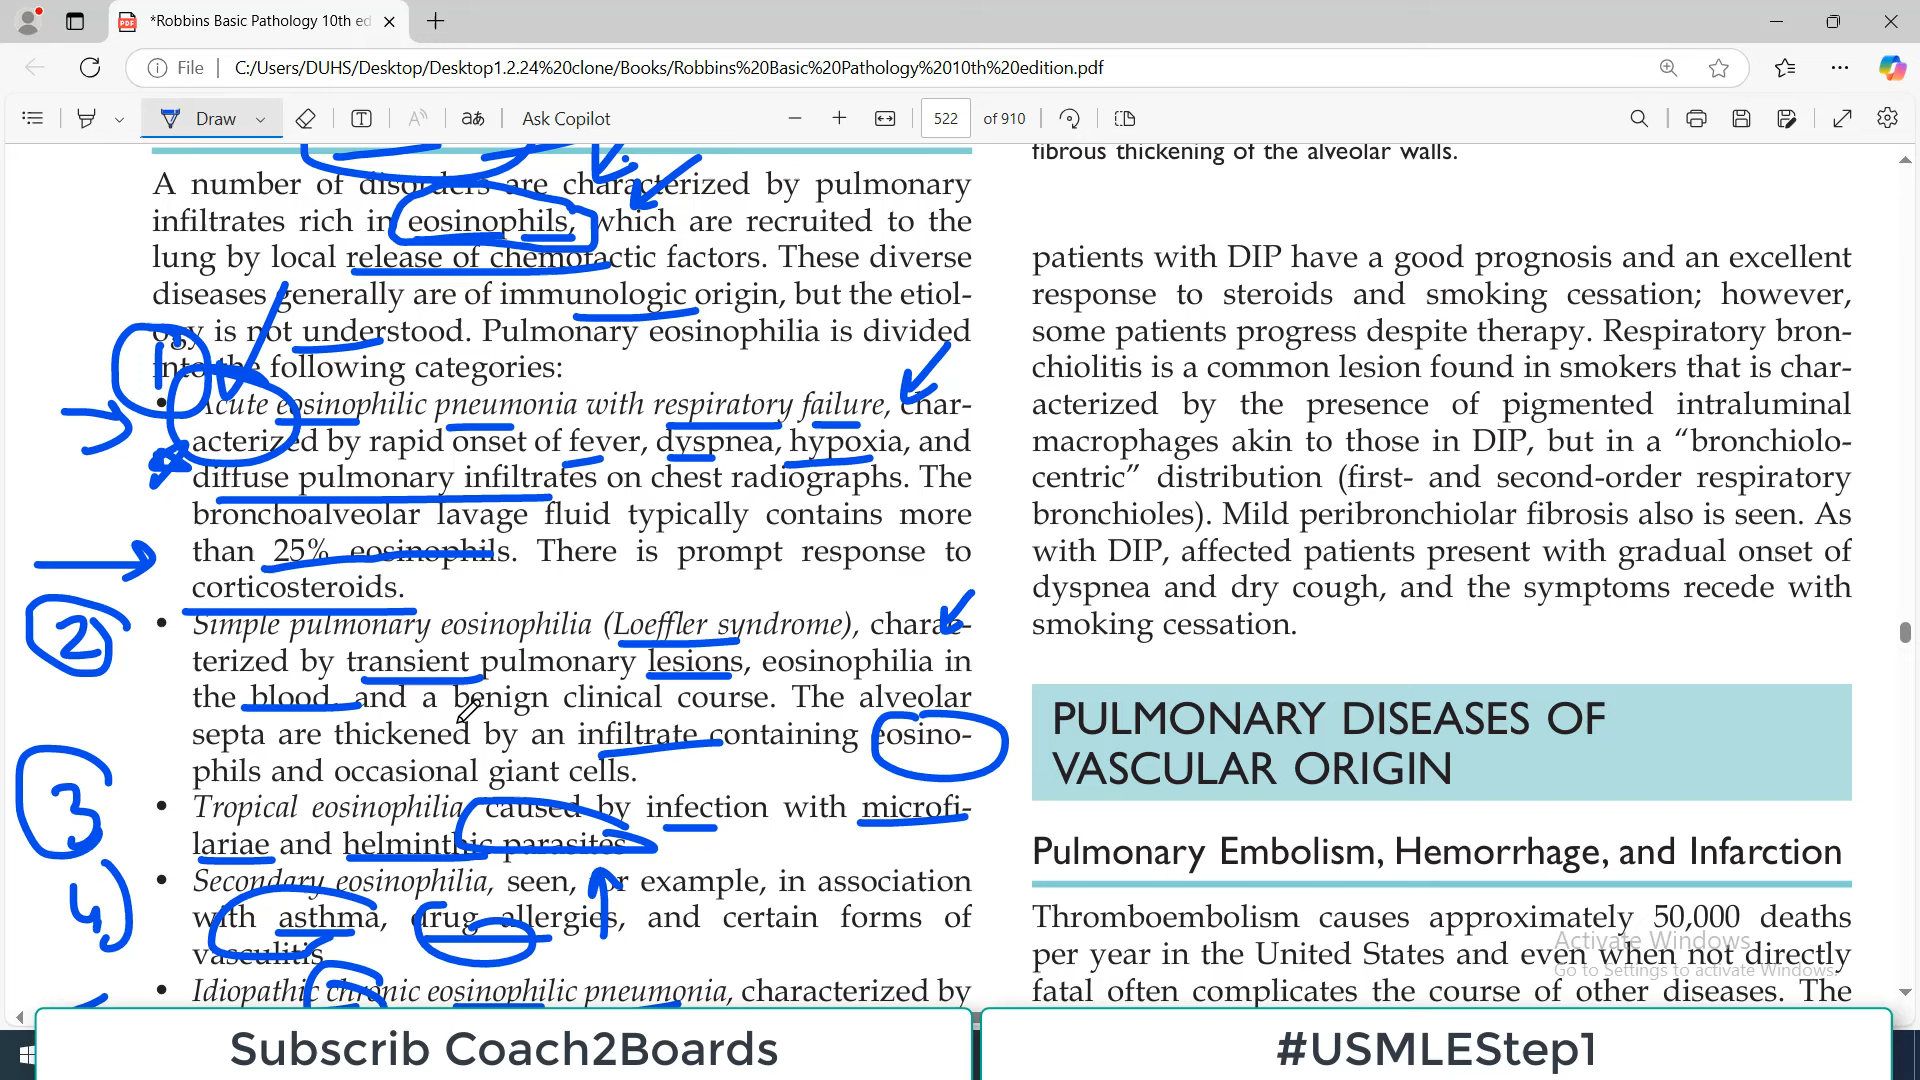 *Robbins Basic Pathology 10th ed
File
C:/Users/DUHS/Desktop/Desktop1.2.24%20clone/Books/Robbins%20Basic%20Pathology%2010th%20edition.pdf
Draw
Ask Copilot
522 of 910
A number of disorders are characterized by pulmonary
infiltrates rich in eosinophils, which are recruited to the
lung by local release of chemotactic factors. These diverse
diseases generally are of immunologic origin, but the etiol-
ogy is not understood. Pulmonary eosinophilia is divided
into the following categories:
• Acute eosinophilic pneumonia with respiratory failure, char-
acterized by rapid onset of fever, dyspnea, hypoxia, and
diffuse pulmonary infiltrates on chest radiographs. The
bronchoalveolar lavage fluid typically contains more
than 25% eosinophils. There is prompt response to
corticosteroids.
• Simple pulmonary eosinophilia (Loeffler syndrome), charac-
terized by transient pulmonary lesions, eosinophilia in
the blood, and a benign clinical course. The alveolar
septa are thickened by an infiltrate containing eosino-
phils and occasional giant cells.
• Tropical eosinophilia, caused by infection with microfi-
lariae and helminthic parasites.
• Secondary eosinophilia, seen, for example, in association
with asthma, drug allergies, and certain forms of
vasculitis.
• Idiopathic chronic eosinophilic pneumonia, characterized by
1
2
3
4)
fibrous thickening of the alveolar walls.
patients with DIP have a good prognosis and an excellent
response to steroids and smoking cessation; however,
some patients progress despite therapy. Respiratory bron-
chiolitis is a common lesion found in smokers that is char-
acterized by the presence of pigmented intraluminal
macrophages akin to those in DIP, but in a “bronchiolo-
centric” distribution (first- and second-order respiratory
bronchioles). Mild peribronchiolar fibrosis also is seen. As
with DIP, affected patients present with gradual onset of
dyspnea and dry cough, and the symptoms recede with
smoking cessation.
PULMONARY DISEASES OF
VASCULAR ORIGIN
Pulmonary Embolism, Hemorrhage, and Infarction
Thromboembolism causes approximately 50,000 deaths
per year in the United States and even when not directly
fatal often complicates the course of other diseases. The
Activate Windows
Go to Settings to activate Windows.
Subscrib Coach2Boards
#USMLEStep1